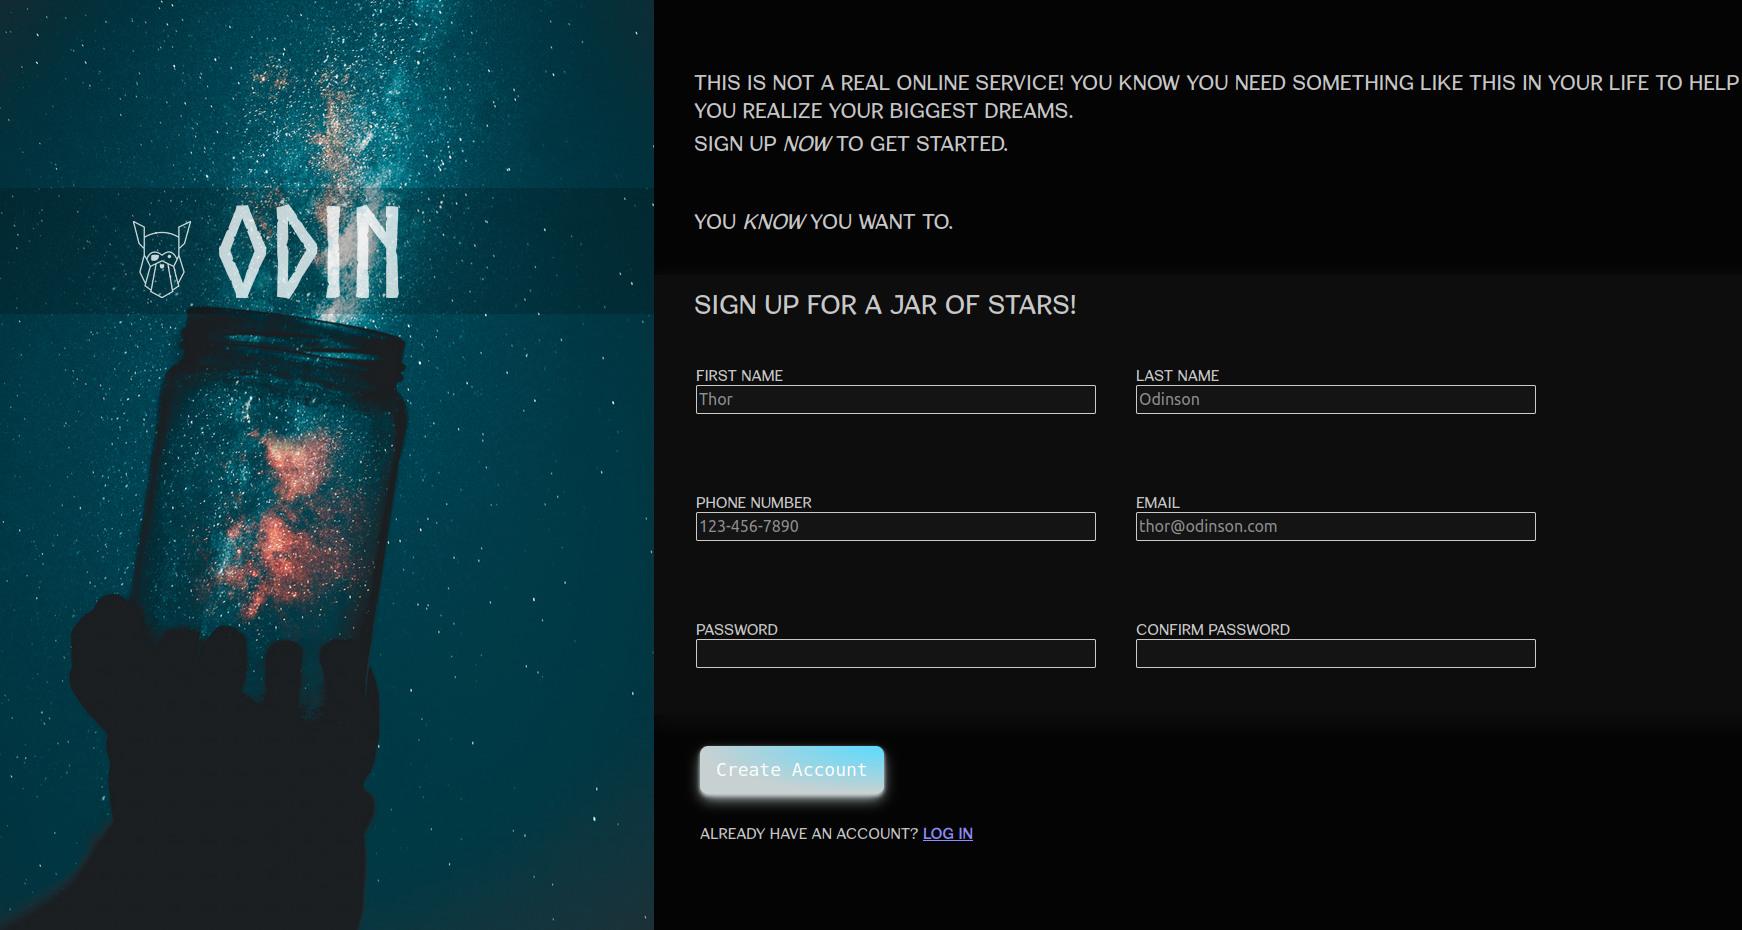 ODIN
THIS IS NOT A REAL ONLINE SERVICE! YOU KNOW YOU NEED SOMETHING LIKE THIS IN YOUR LIFE TO HELP
YOU REALIZE YOUR BIGGEST DREAMS.
SIGN UP NOW TO GET STARTED.
YOU KNOW YOU WANT TO.
SIGN UP FOR A JAR OF STARS!
FIRST NAME
Thor
LAST NAME
Odinson
PHONE NUMBER
123-456-7890
EMAIL
thor@odinson.com
PASSWORD
CONFIRM PASSWORD
Create Account
ALREADY HAVE AN ACCOUNT? LOG IN